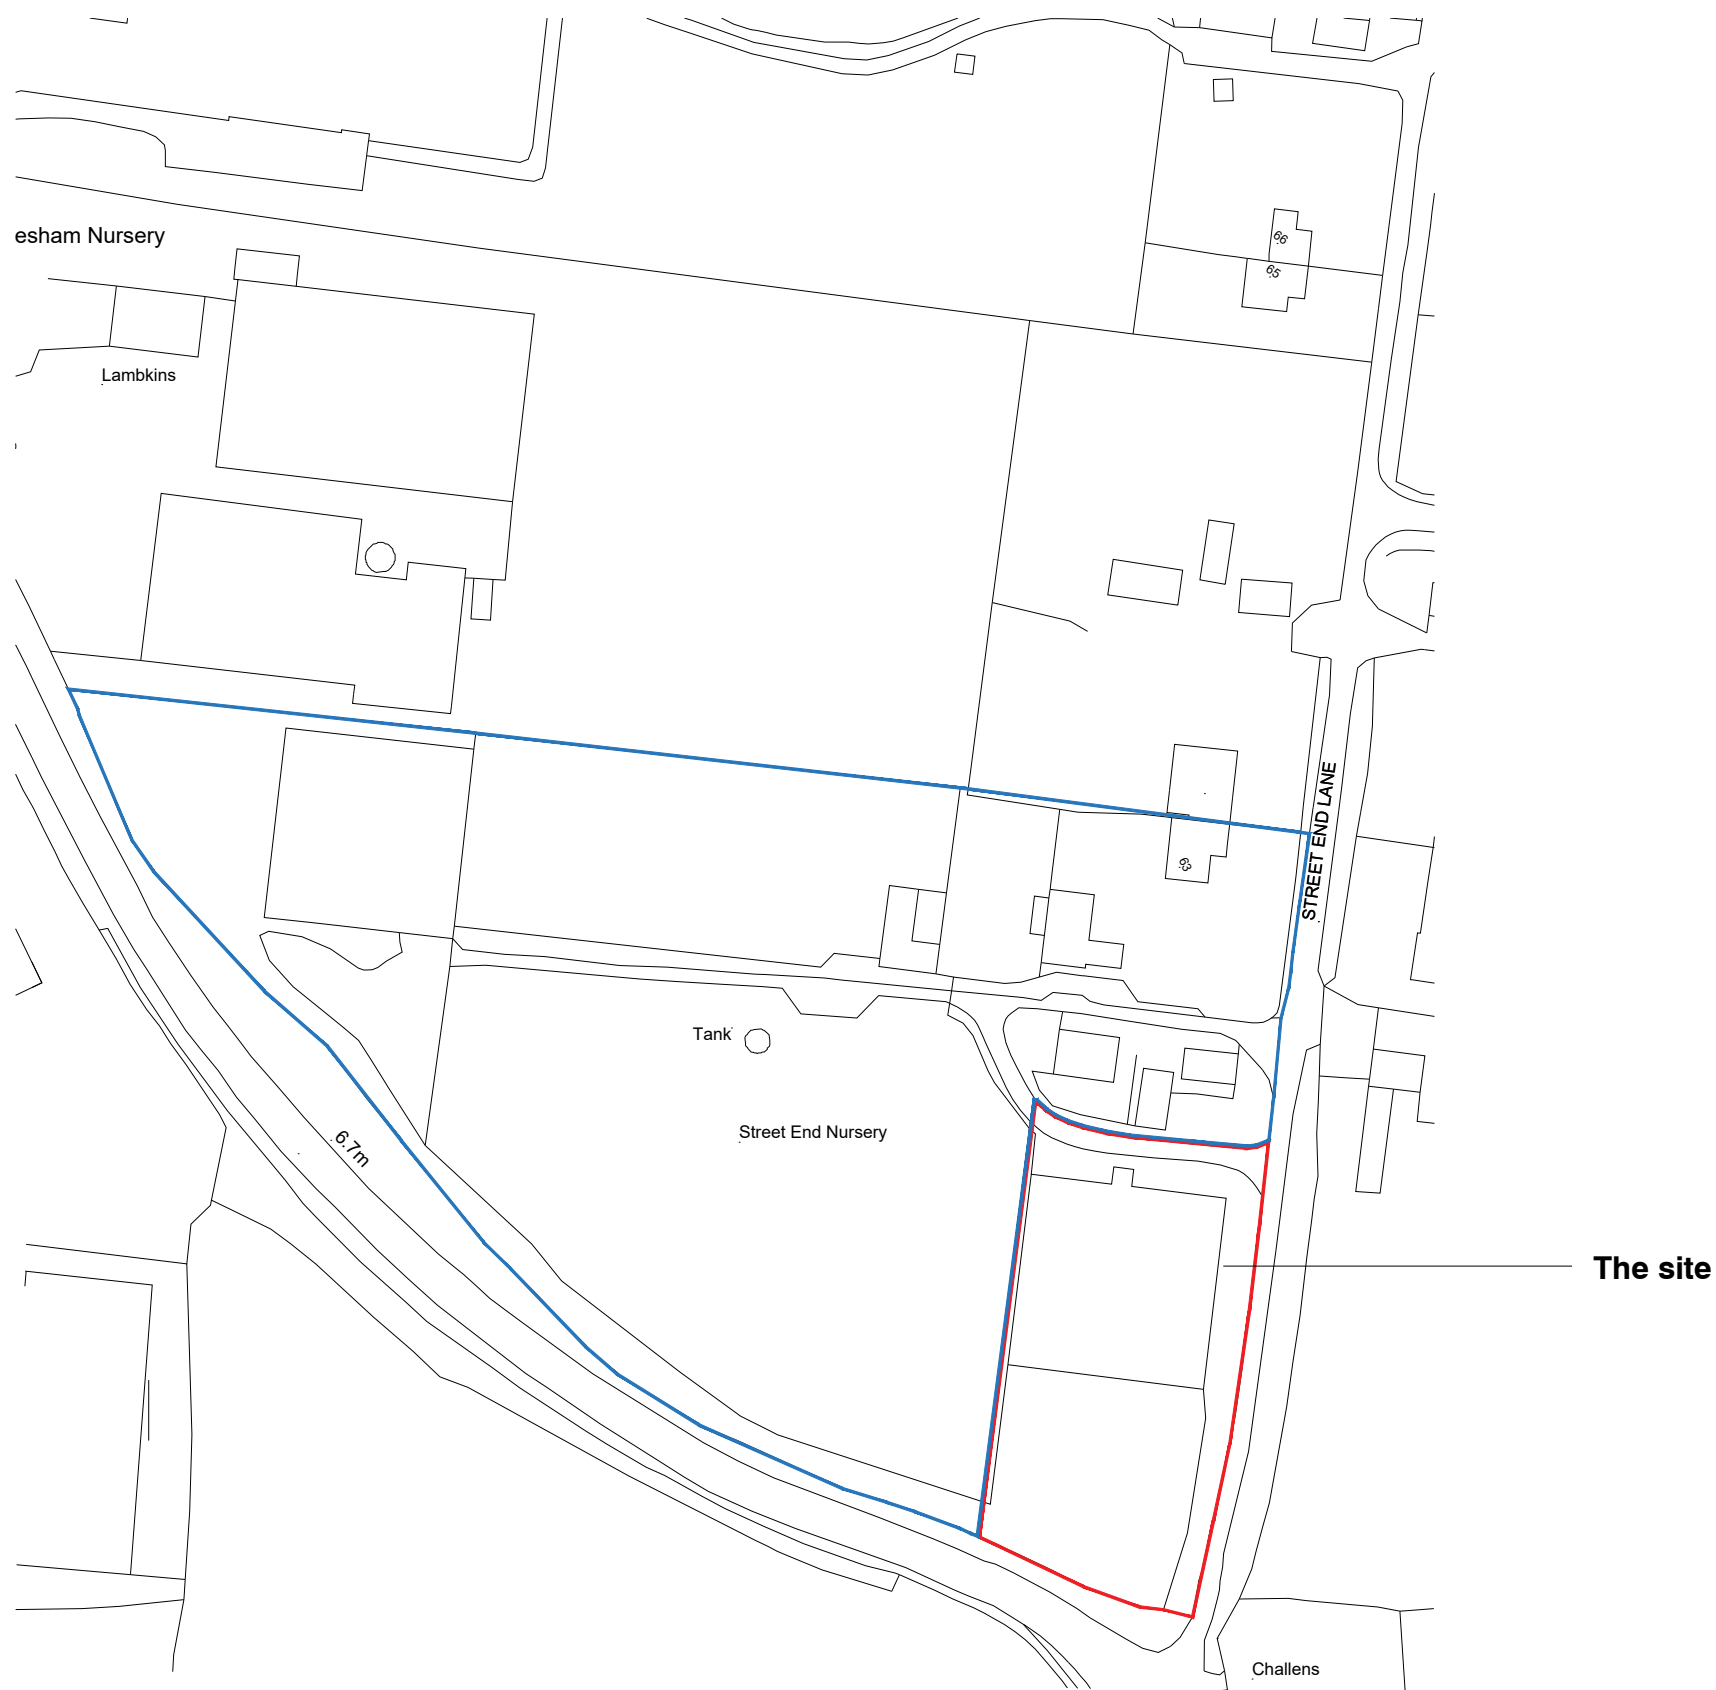 esham Nursery
66
65
Lambkins
STREET END LANE
63
Tank
Street End Nursery
6.7m
The site
Challens